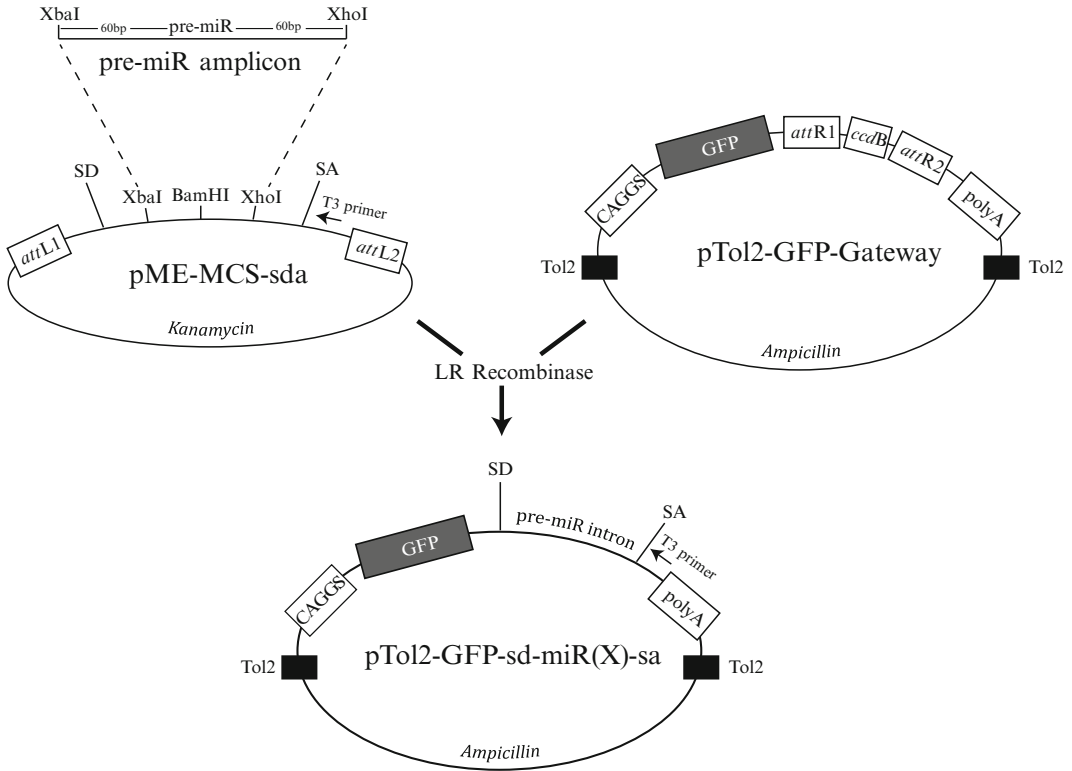 XbaI XhoI
60bp pre-miR 60bp
pre-miR amplicon
SD SA
XbaI BamHI XhoI
T3 primer
attL1 attL2
pME-MCS-sda
Kanamycin
GFP attR1 ccdB attR2
CAGGS polyA
Tol2 Tol2
pTol2-GFP-Gateway
Ampicillin
LR Recombinase
SD
pre-miR intron SA
T3 primer
GFP
CAGGS polyA
pTol2-GFP-sd-miR(X)-sa
Tol2 Tol2
Ampicillin